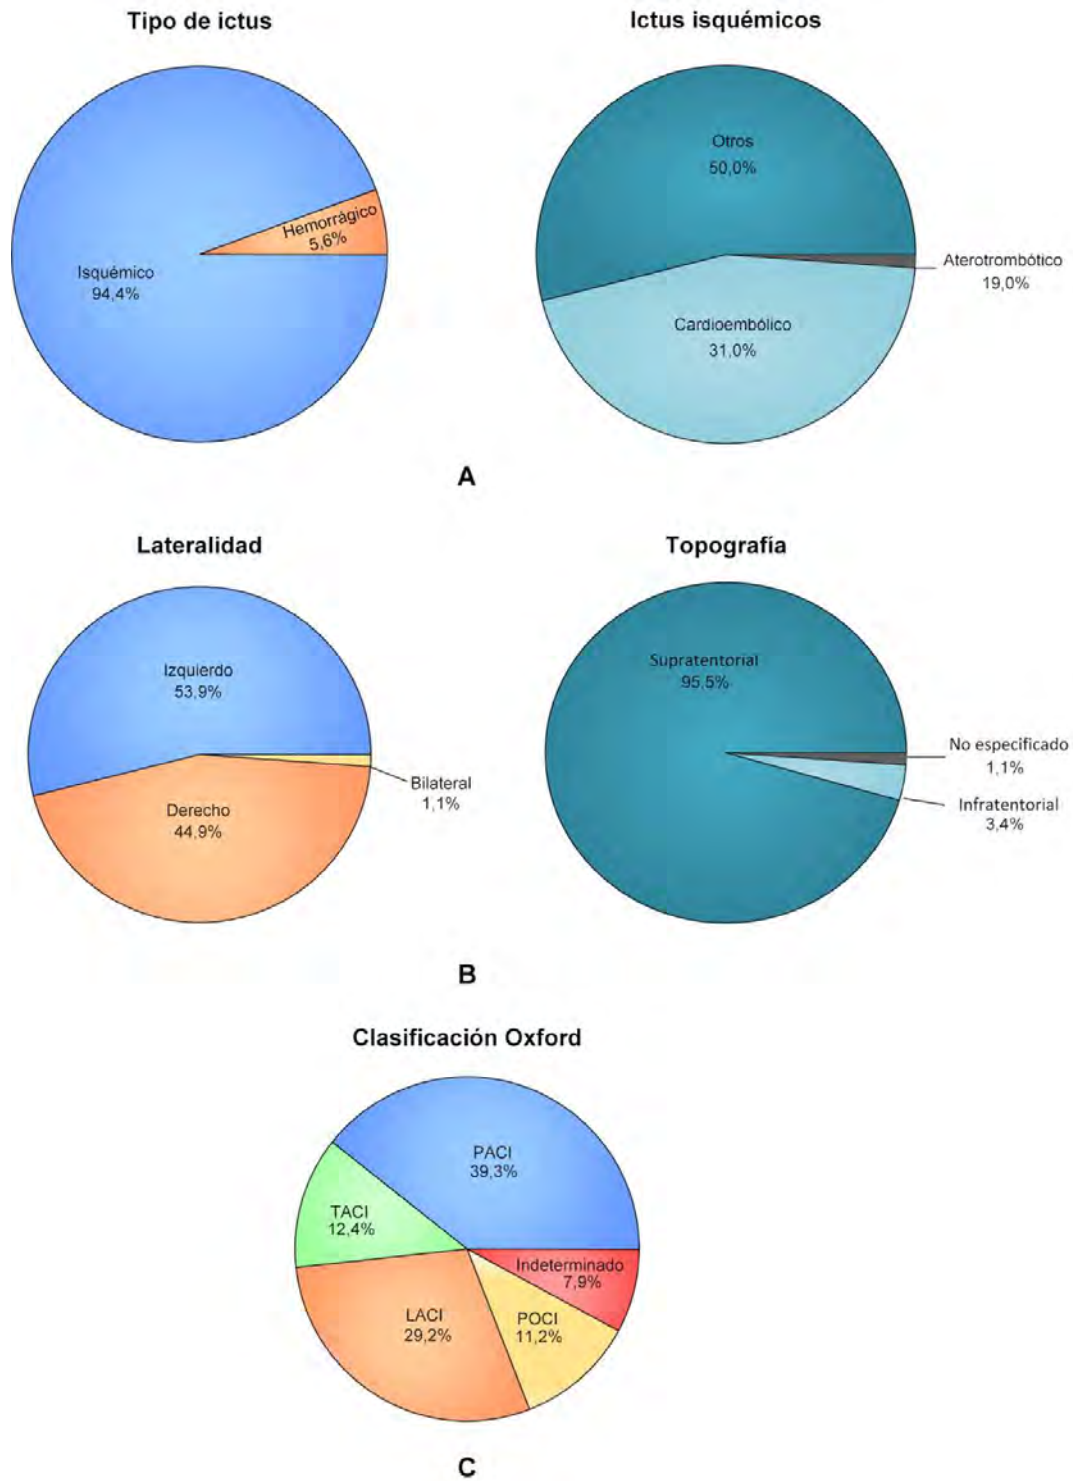 Tipo de ictus
Hemorrágico
5,6%
Isquémico
94,4%
Ictus isquémicos
Otros
50,0%
Aterotrombótico
19,0%
Cardioembólico
31,0%
A
Lateralidad
Izquierdo
53,9%
Bilateral
1,1%
Derecho
44,9%
Topografía
Supratentorial
95,5%
No especificado
1,1%
Infratentorial
3,4%
B
Clasificación Oxford
PACI
39,3%
TACI
12,4%
Indeterminado
7,9%
LACI
29,2%
POCI
11,2%
C